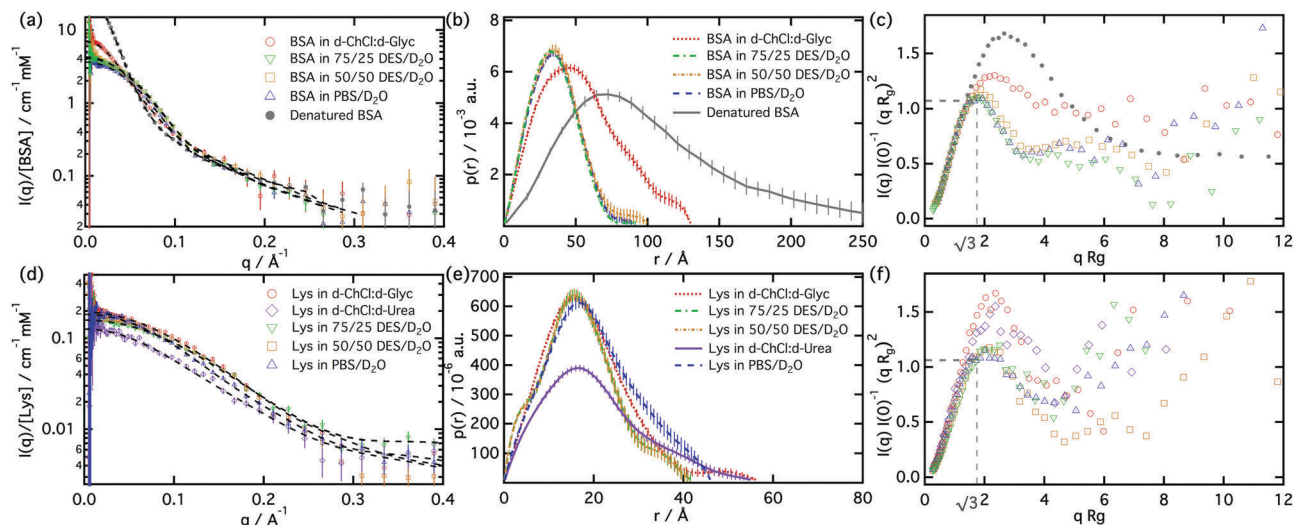 (a)
10
4
2
1
4
2
0.1
4
2
I(q)/[BSA] / cm⁻¹ mM⁻¹
BSA in d-ChCl:d-Glyc
BSA in 75/25 DES/D₂O
BSA in 50/50 DES/D₂O
BSA in PBS/D₂O
Denatured BSA
0.0 0.1 0.2 0.3 0.4
q / Å⁻¹
(b)
8
6
4
2
p(r) / 10⁻³ a.u.
BSA in d-ChCl:d-Glyc
BSA in 75/25 DES/D₂O
BSA in 50/50 DES/D₂O
BSA in PBS/D₂O
Denatured BSA
0 50 100 150 200 250
r / Å
(c)
1.5
1.0
0.5
0.0
I(q) I(0)⁻¹ (q Rg)²
0 2 4 6 8 10 12
√3
q Rg
(d)
4
2
0.1
4
2
0.01
4
I(q)/[Lys] / cm⁻¹ mM⁻¹
Lys in d-ChCl:d-Glyc
Lys in d-ChCl:d-Urea
Lys in 75/25 DES/D₂O
Lys in 50/50 DES/D₂O
Lys in PBS/D₂O
0.0 0.1 0.2 0.3 0.4
q / Å⁻¹
(e)
700
600
500
400
300
200
100
p(r) / 10⁻⁶ a.u.
Lys in d-ChCl:d-Glyc
Lys in 75/25 DES/D₂O
Lys in 50/50 DES/D₂O
Lys in d-ChCl:d-Urea
Lys in PBS/D₂O
0 20 40 60 80
r / Å
(f)
1.5
1.0
0.5
0.0
I(q) I(0)⁻¹ (q Rg)²
0 2 4 6 8 10 12
√3
q Rg